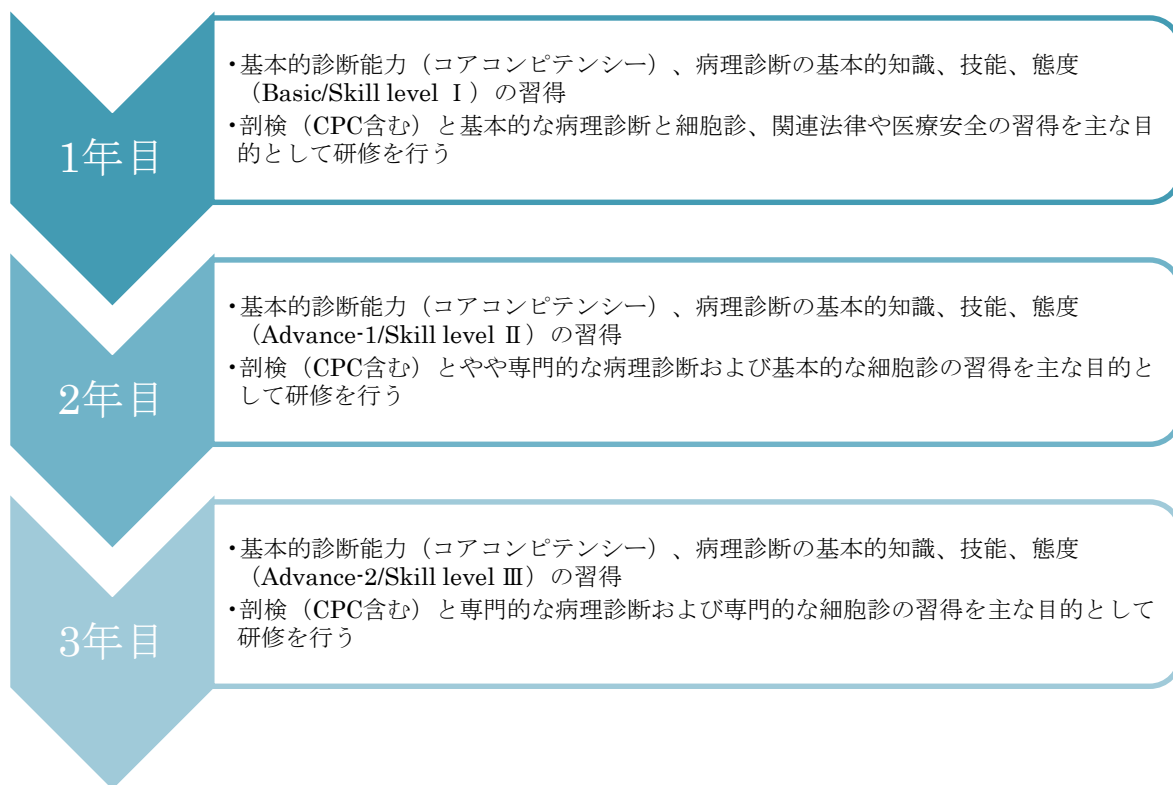 1年目
・基本的診断能力（コアコンピテンシー）、病理診断の基本的知識、技能、態度
（Basic/Skill level Ⅰ）の習得
・剖検（CPC含む）と基本的な病理診断と細胞診、関連法律や医療安全の習得を主な目
的として研修を行う
2年目
・基本的診断能力（コアコンピテンシー）、病理診断の基本的知識、技能、態度
（Advance-1/Skill level Ⅱ）の習得
・剖検（CPC含む）とやや専門的な病理診断および基本的な細胞診の習得を主な目的と
して研修を行う
3年目
・基本的診断能力（コアコンピテンシー）、病理診断の基本的知識、技能、態度
（Advance-2/Skill level Ⅲ）の習得
・剖検（CPC含む）と専門的な病理診断および専門的な細胞診の習得を主な目的として
研修を行う